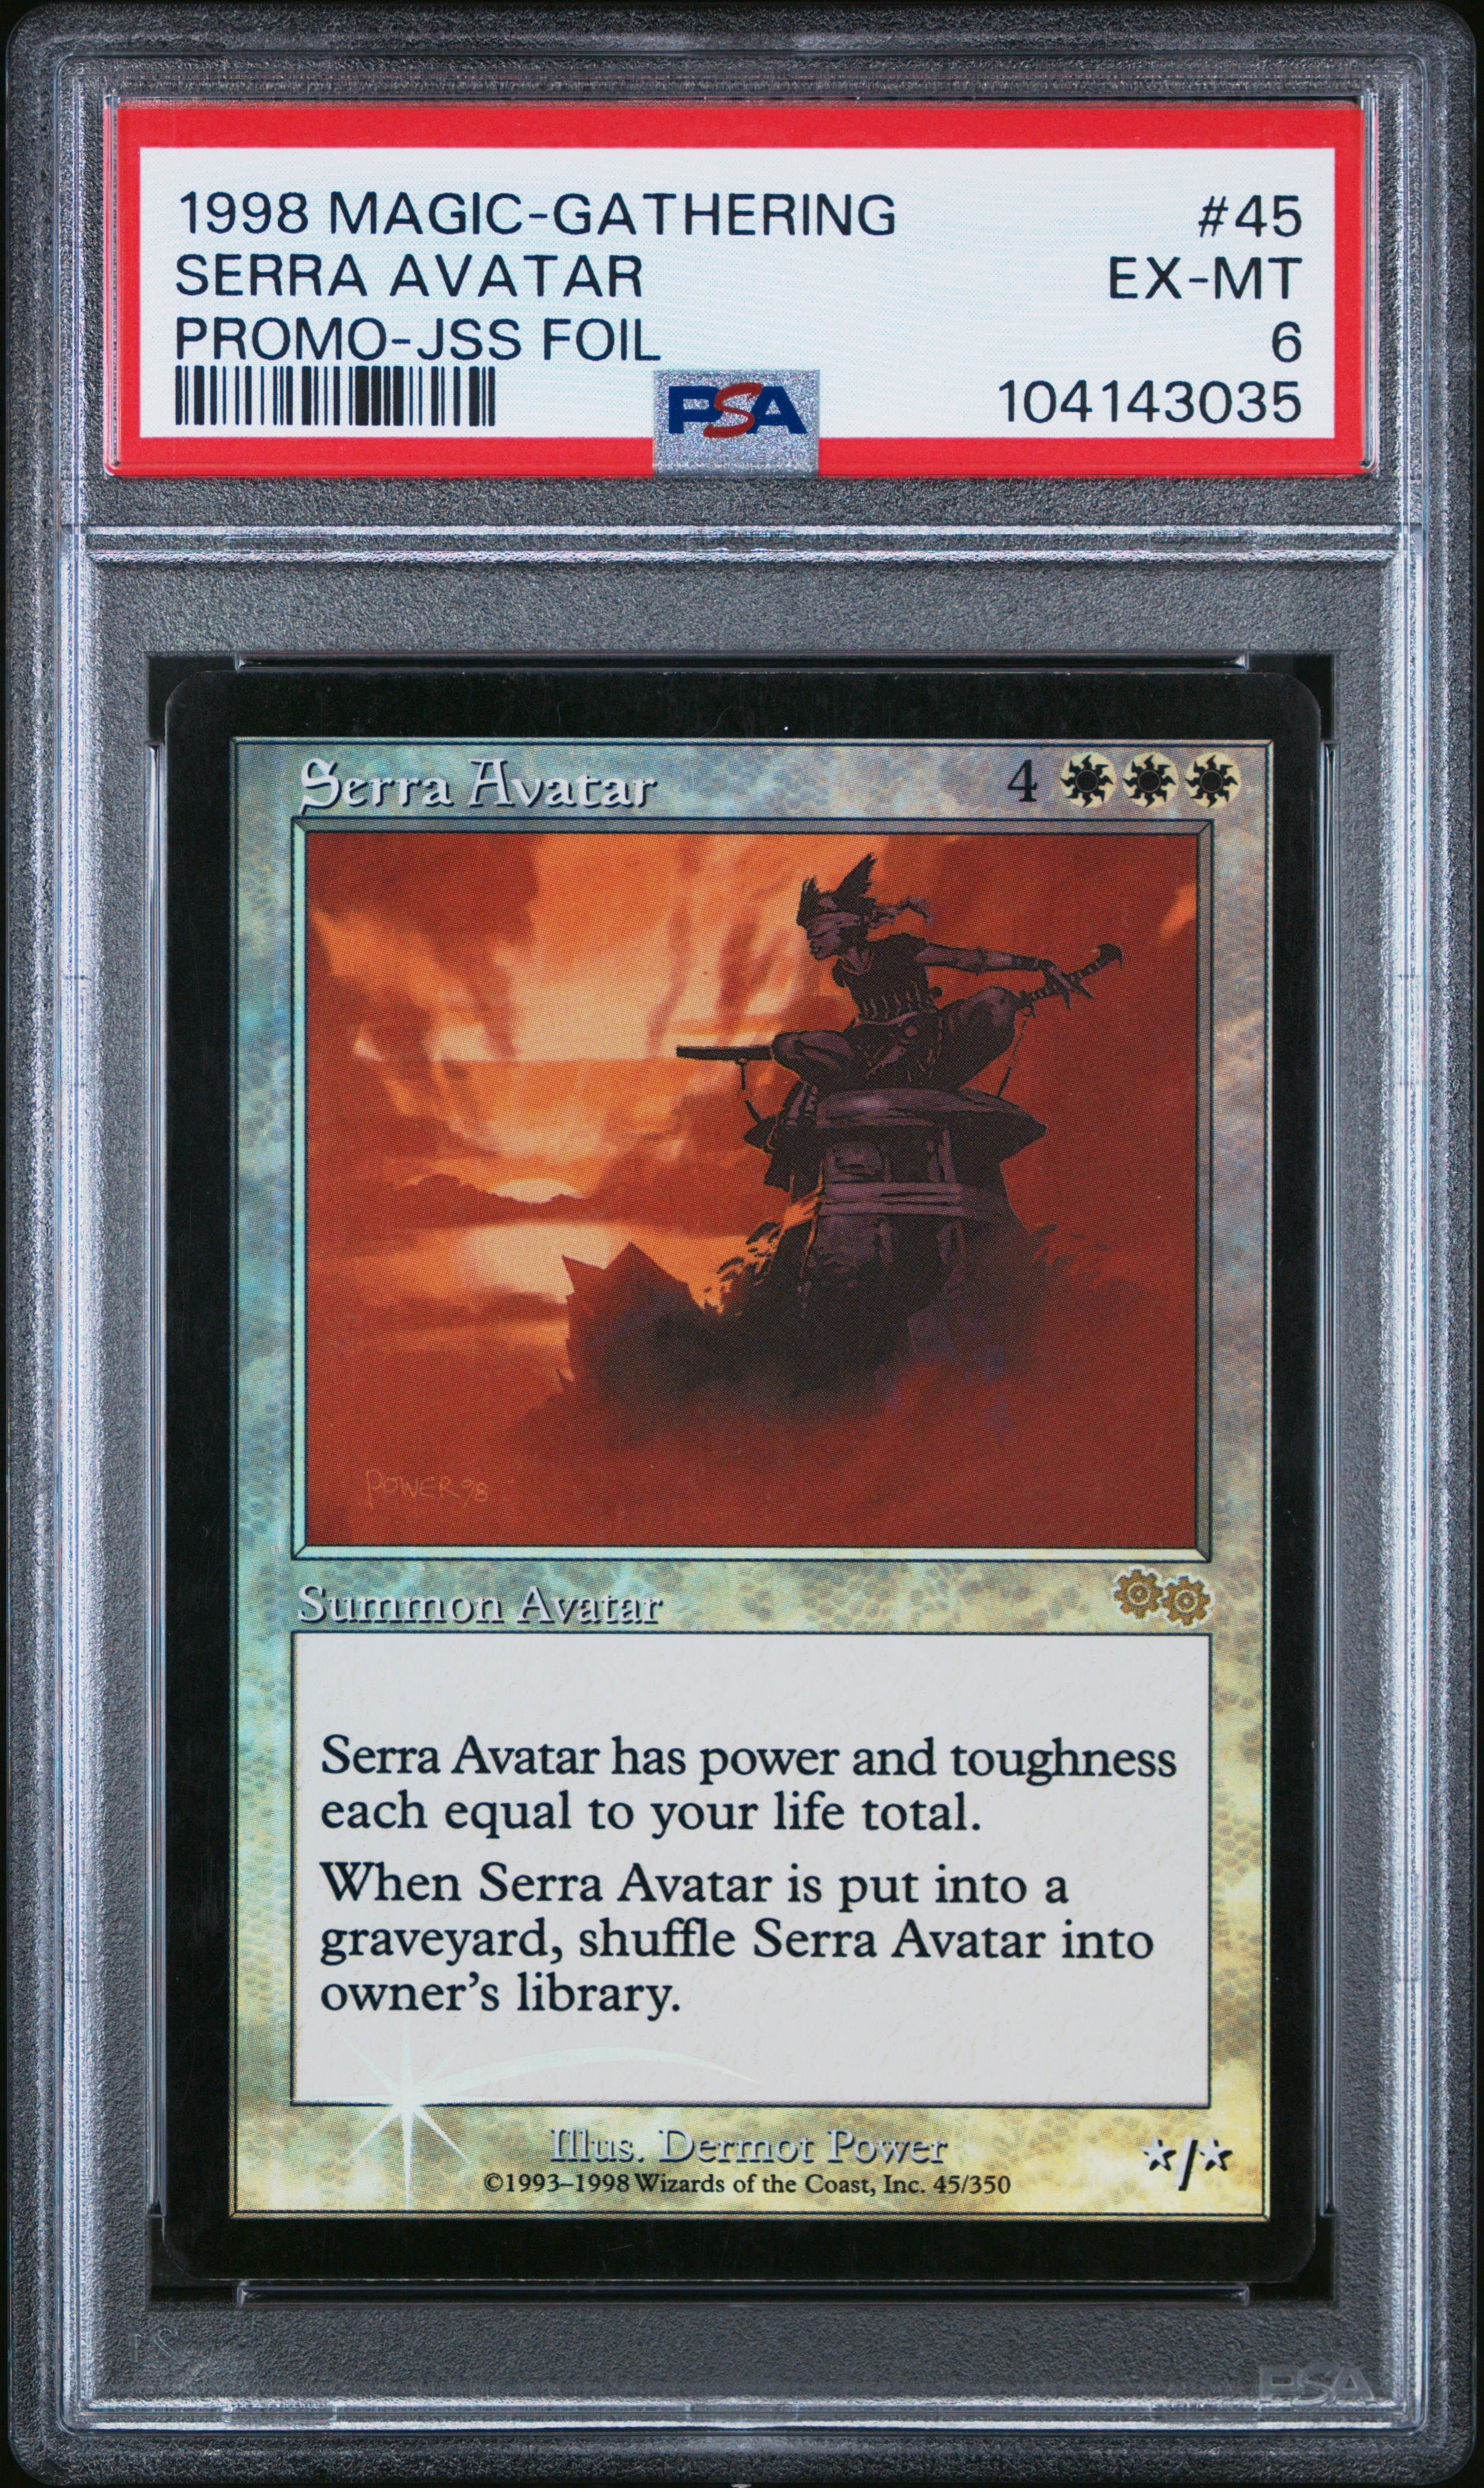 1998 MAGIC-GATHERING #45
SERRA AVATAR EX-MT
PROMO-JSS FOIL 6
PSA 104143035
Serra Avatar 4
POWER98
Summon Avatar
Serra Avatar has power and toughness
each equal to your life total.
When Serra Avatar is put into a
graveyard, shuffle Serra Avatar into
owner's library.
Illus. Dermot Power
*/*
©1993–1998 Wizards of the Coast, Inc. 45/350
PSA